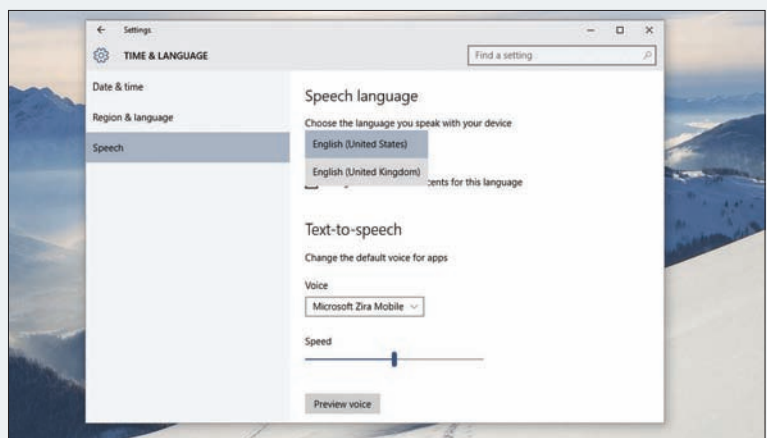 Settings
TIME & LANGUAGE
Find a setting
Date & time
Region & language
Speech
Speech language
Choose the language you speak with your device
English (United States)
English (United Kingdom)
for this language
Text-to-speech
Change the default voice for apps
Voice
Microsoft Zira Mobile
Speed
Preview voice